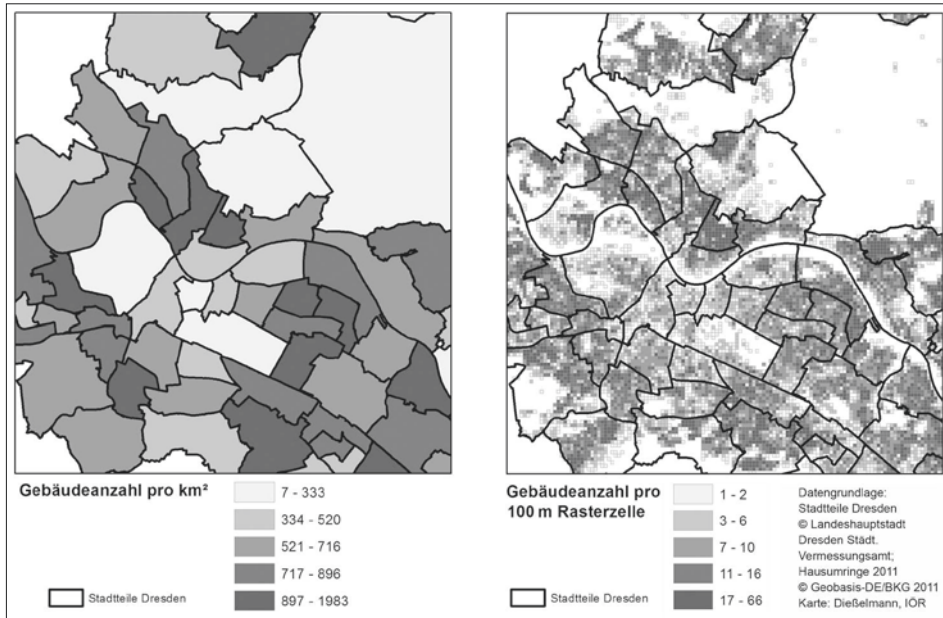 Gebäudeanzahl pro km²
7 - 333
334 - 520
521 - 716
717 - 896
897 - 1983
Stadtteile Dresden
Gebäudeanzahl pro
100 m Rasterzelle
1 - 2
3 - 6
7 - 10
11 - 16
17 - 66
Stadtteile Dresden
Datengrundlage:
Stadtteile Dresden
© Landeshauptstadt
Dresden Städt.
Vermessungsamt;
Hausumringe 2011
© Geobasis-DE/BKG 2011
Karte: Dießelmann, IÖR